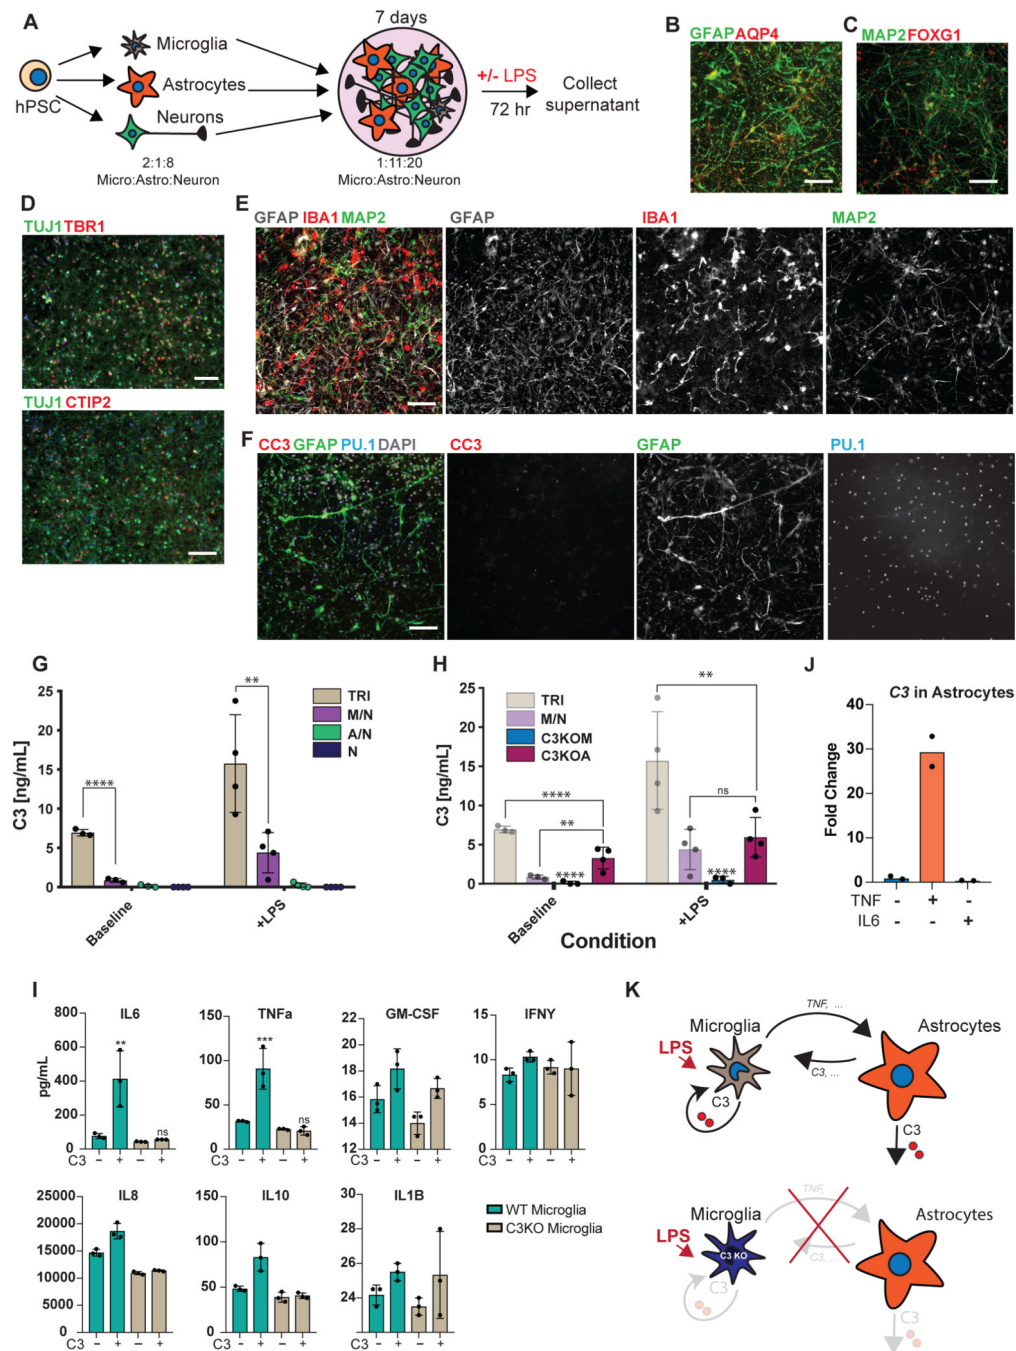 A
7 days
hPSC
Microglia
Astrocytes
Neurons
2:1:8
Micro:Astro:Neuron
1:11:20
Micro:Astro:Neuron
+/- LPS
72 hr
Collect
supernatant
B
GFAP AQP4
C
MAP2 FOXG1
D
TUJ1 TBR1
TUJ1 CTIP2
E
GFAP IBA1 MAP2
GFAP
IBA1
MAP2
F
CC3 GFAP PU.1 DAPI
CC3
GFAP
PU.1
G
C3 [ng/mL]
25
20
15
10
5
0
****
**
TRI
M/N
A/N
N
Baseline
+LPS
H
C3 [ng/mL]
25
20
15
10
5
0
TRI
M/N
C3KOM
C3KOA
****
**
****
**
ns
****
Baseline
+LPS
Condition
J
C3 in Astrocytes
Fold Change
40
30
20
10
0
TNF - + -
IL6 - - +
I
IL6
pg/mL
800
600
400
200
0
**
ns
C3 - + - +
TNFa
150
100
50
0
***
ns
C3 - + - +
GM-CSF
22
20
18
16
14
12
C3 - + - +
IFNY
15
10
5
0
C3 - + - +
IL8
25000
20000
15000
10000
5000
0
C3 - + - +
IL10
150
100
50
0
C3 - + - +
IL1B
30
28
26
24
C3 - + - +
WT Microglia
C3KO Microglia
K
TNF, ...
Microglia
Astrocytes
LPS
C3, ...
C3
C3
TNF, ...
Microglia
Astrocytes
LPS
C3 KO
C3, ...
C3
C3